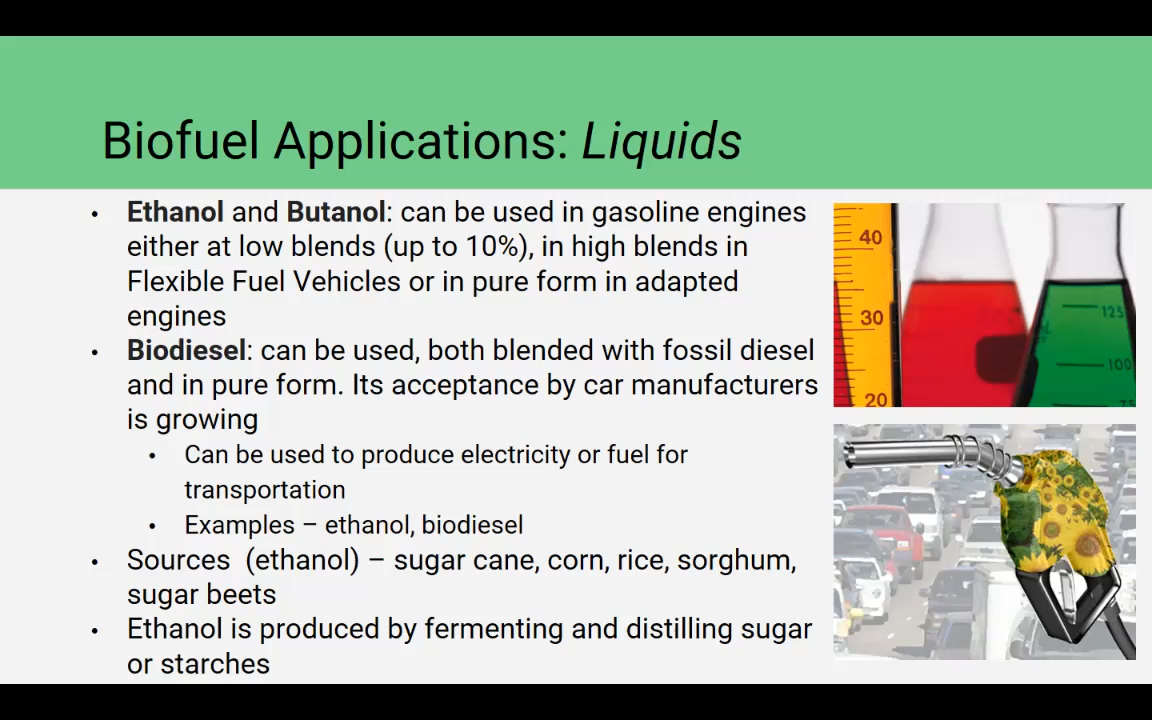 Biofuel Applications: Liquids
• Ethanol and Butanol: can be used in gasoline engines
either at low blends (up to 10%), in high blends in
Flexible Fuel Vehicles or in pure form in adapted
engines
• Biodiesel: can be used, both blended with fossil diesel
and in pure form. Its acceptance by car manufacturers
is growing
• Can be used to produce electricity or fuel for
transportation
• Examples – ethanol, biodiesel
• Sources  (ethanol) – sugar cane, corn, rice, sorghum,
sugar beets
• Ethanol is produced by fermenting and distilling sugar
or starches
40
30
20
125
100
75